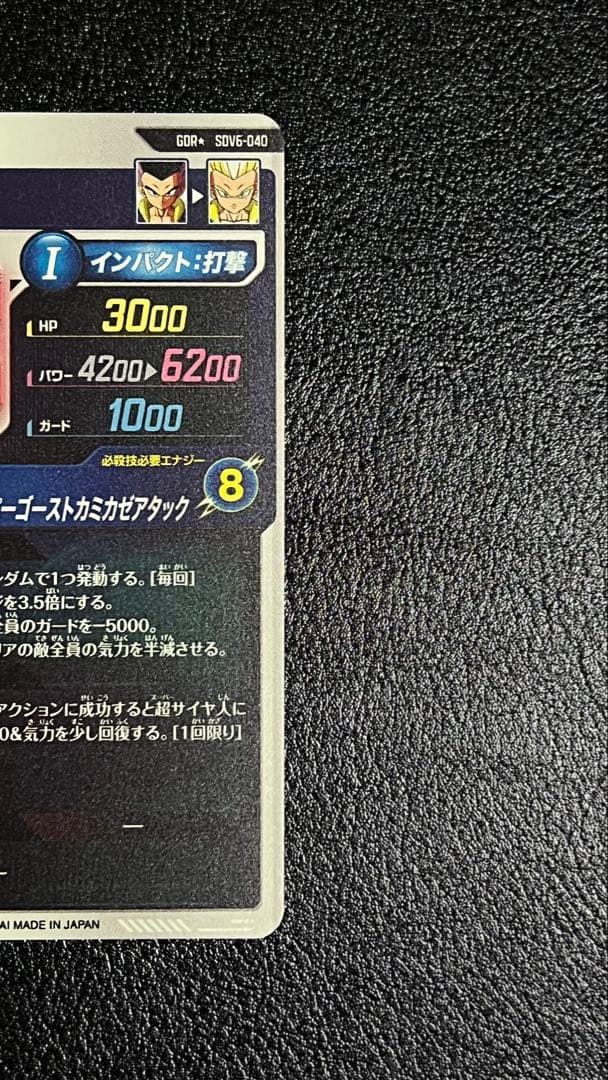 GDR★ SDV6-040
I インパクト:打撃
HP 3000
パワー 4200▶6200
ガード 1000
必殺技必要エナジー
ーゴーストカミカゼアタック 8
ダムで1つ発動する。[毎回]
を3.5倍にする。
全員のガードを-5000。
リアの敵全員の気力を半減させる。
アクションに成功すると超サイヤ人に
0&気力を少し回復する。[1回限り]
ー
AI MADE IN JAPAN